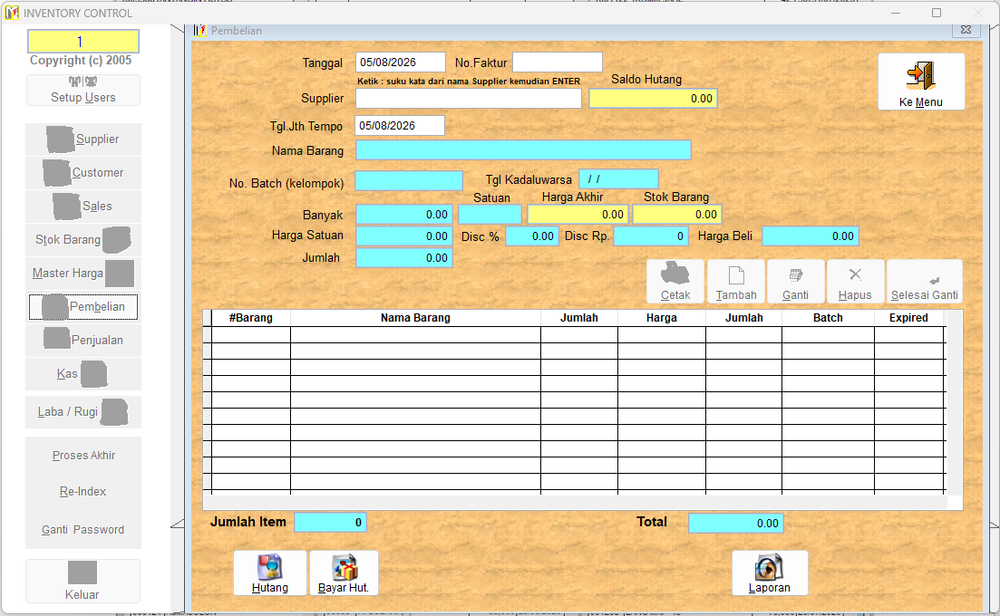 INVENTORY CONTROL
1
Copyright (c) 2005
Setup Users
Supplier
Customer
Sales
Stok Barang
Master Harga
Pembelian
Penjualan
Kas
Laba / Rugi
Proses Akhir
Re-Index
Ganti Password
Keluar
Pembelian
Tanggal 05/08/2026 No.Faktur
Ketik : suku kata dari nama Supplier kemudian ENTER Saldo Hutang
Supplier 0.00
Ke Menu
Tgl.Jth Tempo 05/08/2026
Nama Barang
No. Batch (kelompok) Tgl Kadaluwarsa / /
Satuan Harga Akhir Stok Barang
Banyak 0.00 0.00 0.00
Harga Satuan 0.00 Disc % 0.00 Disc Rp. 0 Harga Beli 0.00
Jumlah 0.00
Cetak Tambah Ganti Hapus Selesai Ganti
#Barang Nama Barang Jumlah Harga Jumlah Batch Expired
Jumlah Item 0 Total 0.00
Hutang Bayar Hut. Laporan